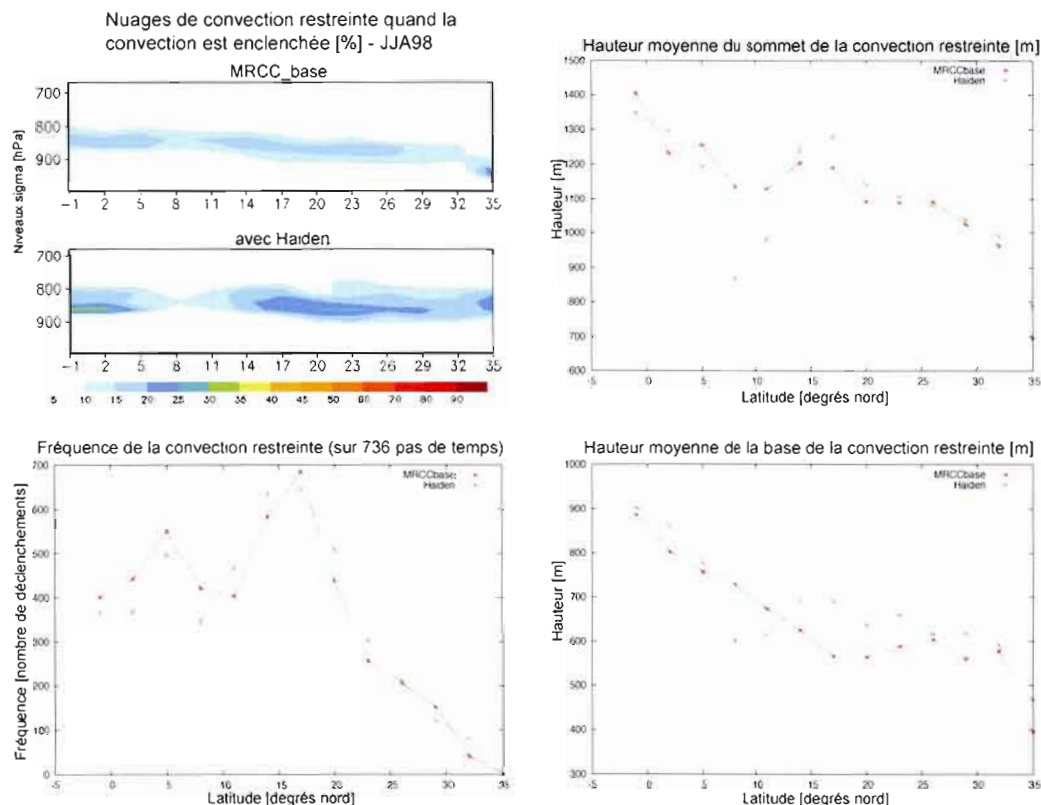 Nuages de convection restreinte quand la
convection est enclenchée [%] - JJA98
MRCC_base
Niveaux sigma [hPa]
700
800
900
-1 2 5 8 11 14 17 20 23 26 29 32 35
avec Haiden
700
800
900
-1 2 5 8 11 14 17 20 23 26 29 32 35
5 10 15 20 25 30 35 40 45 50 60 70 80 90
Hauteur moyenne du sommet de la convection restreinte [m]
MRCCbase
Haiden
Hauteur [m]
1500
1400
1300
1200
1100
1000
900
800
700
600
-5 0 5 10 15 20 25 30 35
Latitude [degrés nord]
Fréquence de la convection restreinte (sur 736 pas de temps)
MRCCbase
Haiden
Fréquence [nombre de déclenchements]
700
600
500
400
300
200
100
0
-5 0 5 10 15 20 25 30 35
Latitude [degrés nord]
Hauteur moyenne de la base de la convection restreinte [m]
MRCCbase
Haiden
Hauteur [m]
1000
900
800
700
600
500
400
300
-5 0 5 10 15 20 25 30 35
Latitude [degrés nord]